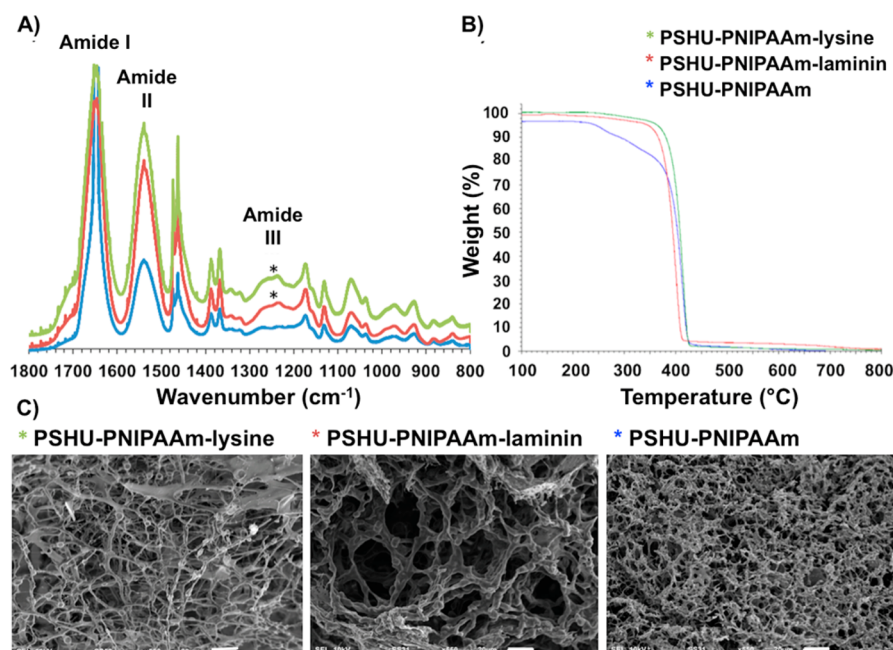 A)
Amide I
Amide
II
Amide
III
*
*
1800 1700 1600 1500 1400 1300 1200 1100 1000 900 800
Wavenumber (cm-1)
B)
* PSHU-PNIPAAm-lysine
* PSHU-PNIPAAm-laminin
* PSHU-PNIPAAm
100
90
80
70
60
50
40
30
20
10
0
Weight (%)
100 200 300 400 500 600 700 800
Temperature (°C)
C)
* PSHU-PNIPAAm-lysine
* PSHU-PNIPAAm-laminin
* PSHU-PNIPAAm